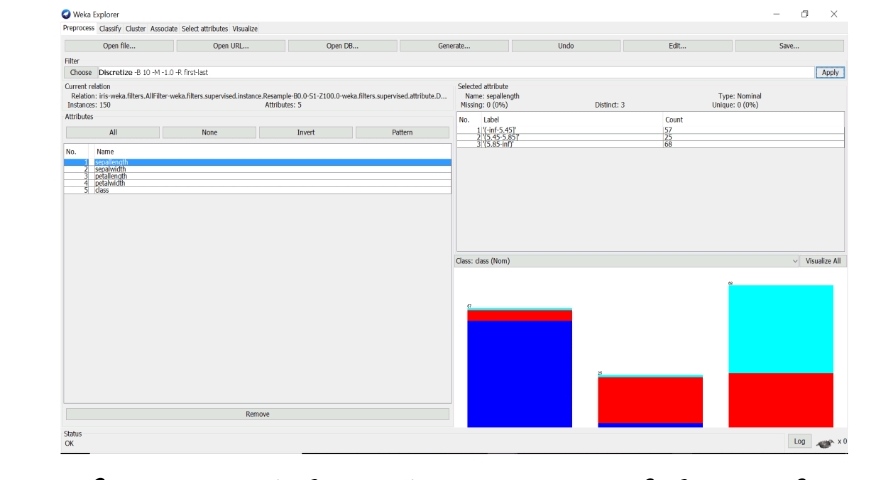 Weka Explorer
Preprocess Classify Cluster Associate Select attributes Visualize
Open file... Open URL... Open DB... Generate... Undo Edit... Save...
Filter
Choose Discretize -B 10 -M -1.0 -R first-last Apply
Current relation
Relation: iris-weka.filters.AllFilter-weka.filters.supervised.instance.Resample-B0.0-S1-Z100.0-weka.filters.supervised.attribute.D...
Instances: 150 Attributes: 5
Attributes
All None Invert Pattern
No. Name
1 sepallength
2 sepalwidth
3 petallength
4 petalwidth
5 class
Remove
Selected attribute
Name: sepallength Type: Nominal
Missing: 0 (0%) Distinct: 3 Unique: 0 (0%)
No. Label Count
1 '(-inf-5.45]' 57
2 '(5.45-5.85]' 25
3 '(5.85-inf)' 68
Class: class (Nom) Visualize All
Status
OK
Log x 0